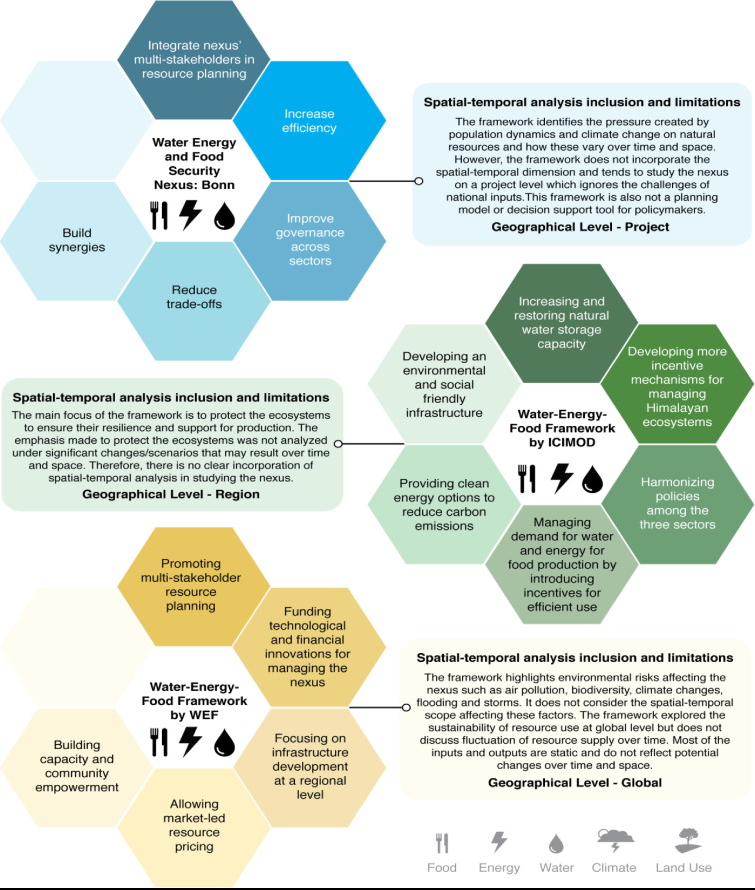 Integrate nexus'
multi-stakeholders in
resource planning
Increase
efficiency
Water Energy
and Food
Security
Nexus: Bonn
Improve
governance
across
sectors
Build
synergies
Reduce
trade-offs
Spatial-temporal analysis inclusion and limitations
The framework identifies the pressure created by
population dynamics and climate change on natural
resources and how these vary over time and space.
However, the framework does not incorporate the
spatial-temporal dimension and tends to study the nexus
on a project level which ignores the challenges of
national inputs.This framework is also not a planning
model or decision support tool for policymakers.
Geographical Level - Project
Increasing and
restoring natural
water storage
capacity
Developing an
environmental
and social
friendly
infrastructure
Developing more
incentive
mechanisms for
managing
Himalayan
ecosystems
Water-Energy-
Food Framework
by ICIMOD
Providing clean
energy options to
reduce carbon
emissions
Harmonizing
policies
among the
three sectors
Managing
demand for water
and energy for
food production by
introducing
incentives for
efficient use
Spatial-temporal analysis inclusion and limitations
The main focus of the framework is to protect the ecosystems
to ensure their resilience and support for production. The
emphasis made to protect the ecosystems was not analyzed
under significant changes/scenarios that may result over time
and space. Therefore, there is no clear incorporation of
spatial-temporal analysis in studying the nexus.
Geographical Level - Region
Promoting
multi-stakeholder
resource
planning
Funding
technological
and financial
innovations for
managing the
nexus
Water-Energy-
Food Framework
by WEF
Building
capacity and
community
empowerment
Focusing on
infrastructure
development
at a regional
level
Allowing
market-led
resource
pricing
Spatial-temporal analysis inclusion and limitations
The framework highlights environmental risks affecting the
nexus such as air pollution, biodiversity, climate changes,
flooding and storms. It does not consider the spatial-temporal
scope affecting these factors. The framework explored the
sustainability of resource use at global level but does not
discuss fluctuation of resource supply over time. Most of the
inputs and outputs are static and do not reflect potential
changes over time and space.
Geographical Level - Global
Food Energy Water Climate Land Use